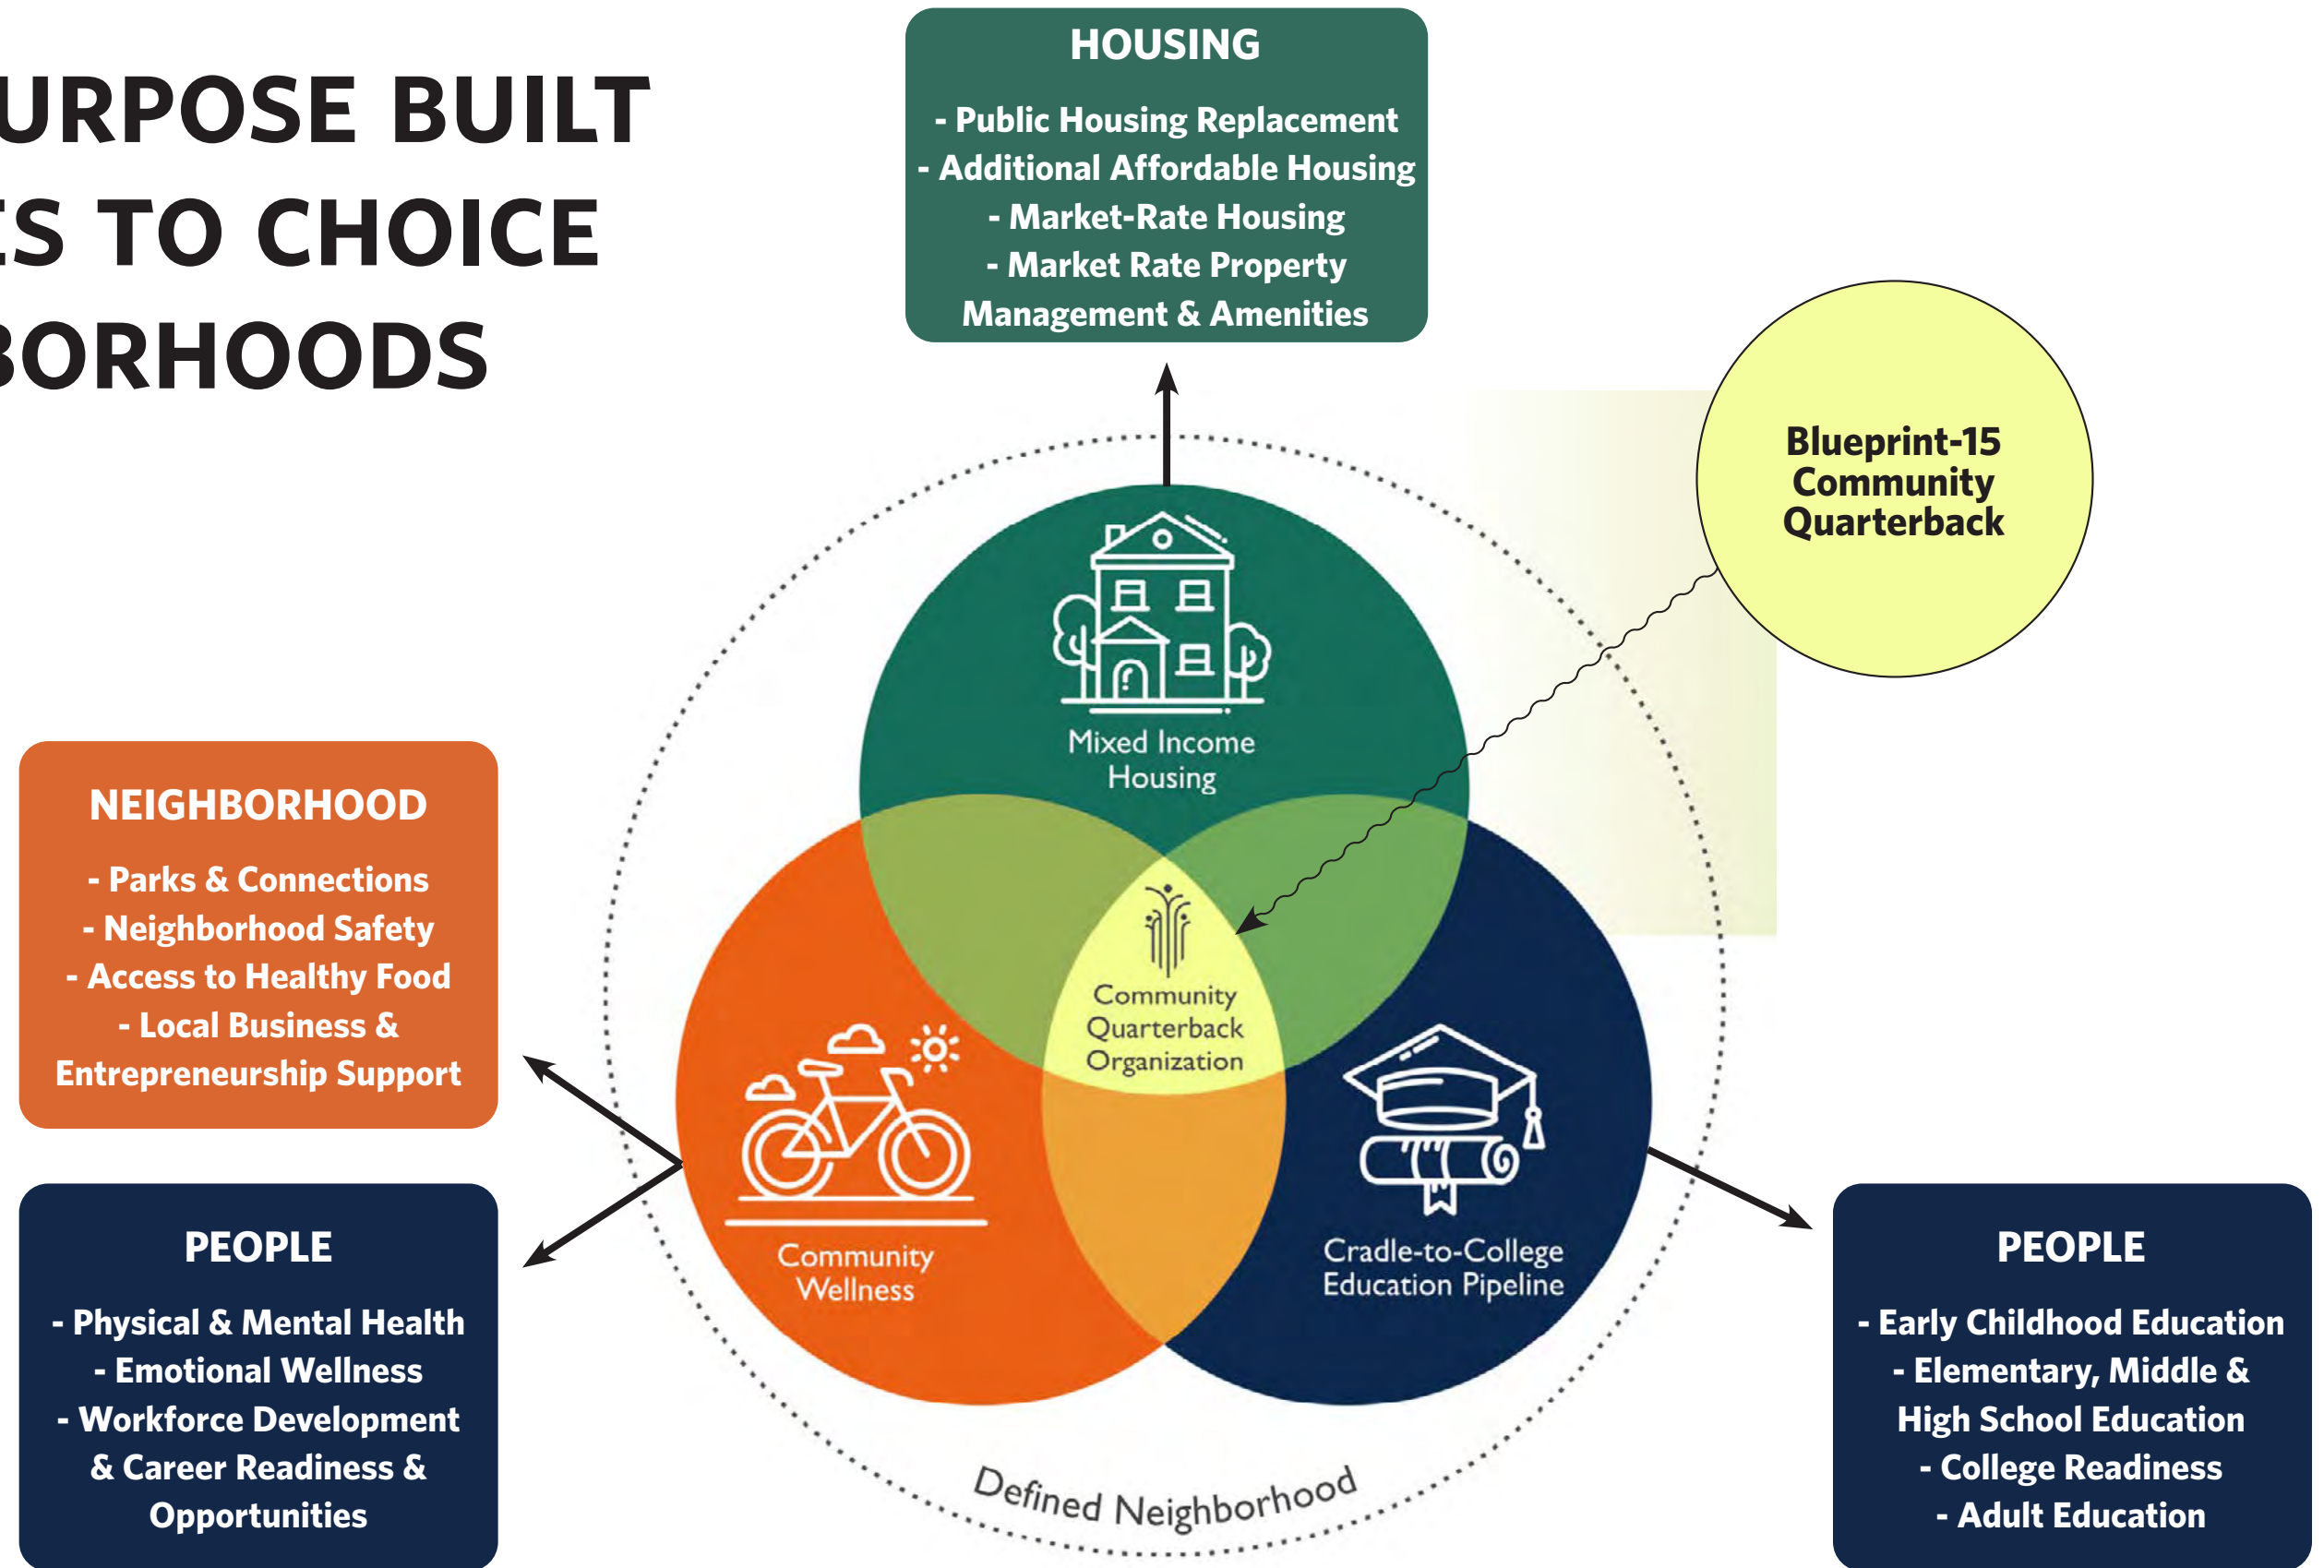 URPOSE BUILT
ES TO CHOICE
BORHOODS
HOUSING
- Public Housing Replacement
- Additional Affordable Housing
- Market-Rate Housing
- Market Rate Property
Management & Amenities
Blueprint-15
Community
Quarterback
Mixed Income
Housing
NEIGHBORHOOD
- Parks & Connections
- Neighborhood Safety
- Access to Healthy Food
- Local Business &
Entrepreneurship Support
Community
Quarterback
Organization
Community
Wellness
Cradle-to-College
Education Pipeline
PEOPLE
- Physical & Mental Health
- Emotional Wellness
- Workforce Development
& Career Readiness &
Opportunities
PEOPLE
- Early Childhood Education
- Elementary, Middle &
High School Education
- College Readiness
- Adult Education
Defined Neighborhood